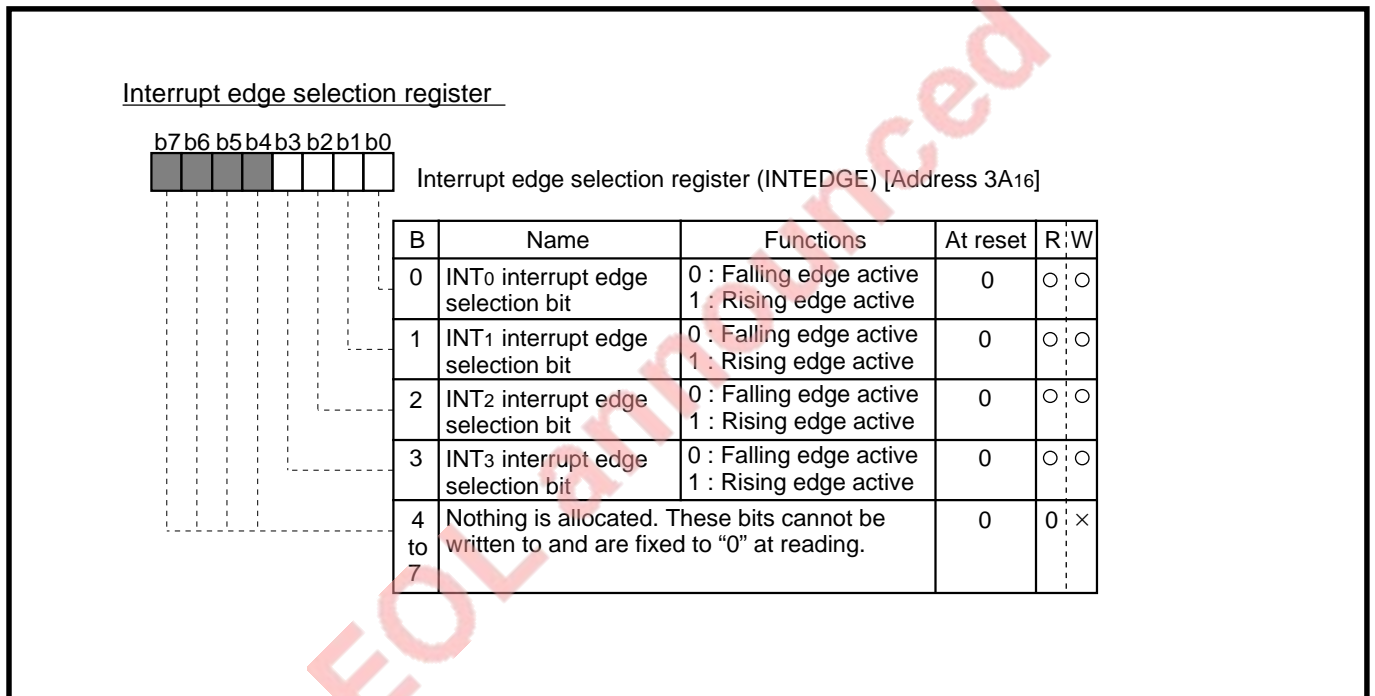 Interrupt edge selection register
b7 b6 b5 b4 b3 b2 b1 b0
Interrupt edge selection register (INTEDGE) [Address 3A16]
B Name Functions At reset R W
0 INT0 interrupt edge selection bit 0 : Falling edge active 0 ○ ○
1 : Rising edge active
1 INT1 interrupt edge selection bit 0 : Falling edge active 0 ○ ○
1 : Rising edge active
2 INT2 interrupt edge selection bit 0 : Falling edge active 0 ○ ○
1 : Rising edge active
3 INT3 interrupt edge selection bit 0 : Falling edge active 0 ○ ○
1 : Rising edge active
4 Nothing is allocated. These bits cannot be 0 0 ×
to written to and are fixed to “0” at reading.
7
EOL announced